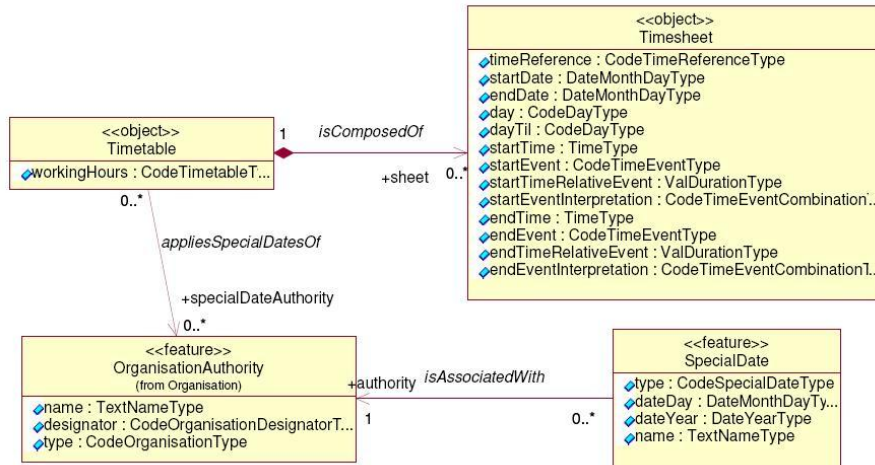 <<object>>
Timesheet
timeReference : CodeTimeReferenceType
startDate : DateMonthDayType
endDate : DateMonthDayType
day : CodeDayType
dayTil : CodeDayType
startTime : TimeType
startEvent : CodeTimeEventType
startTimeRelativeEvent : ValDurationType
startEventInterpretation : CodeTimeEventCombinationT...
endTime : TimeType
endEvent : CodeTimeEventType
endTimeRelativeEvent : ValDurationType
endEventInterpretation : CodeTimeEventCombinationT...
<<object>>
Timetable
workingHours : CodeTimetableT...
1
isComposedOf
+sheet
0..*
0..*
appliesSpecialDatesOf
+specialDateAuthority
0..*
<<feature>>
OrganisationAuthority
(from Organisation)
name : TextNameType
designator : CodeOrganisationDesignatorT...
type : CodeOrganisationType
+authority
isAssociatedWith
1
0..*
<<feature>>
SpecialDate
type : CodeSpecialDateType
dateDay : DateMonthDayTy...
dateYear : DateYearType
name : TextNameType